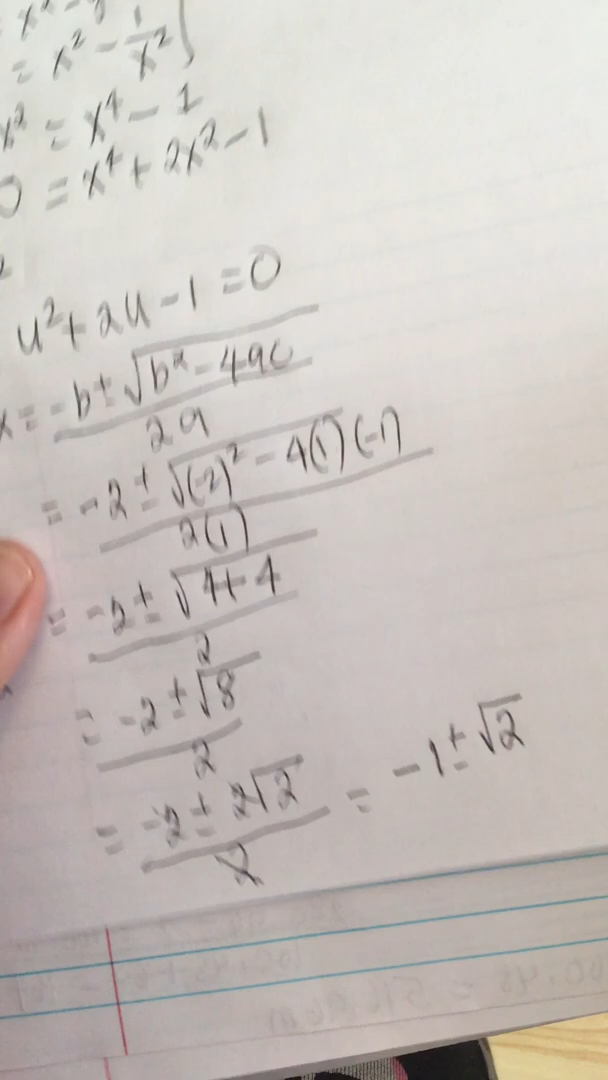 = x² - 1/x²
x² = x⁴ - 1
0 = x⁴ + 2x² - 1
u² + 2u - 1 = 0
x = -b ± √(b² - 4ac) / 2a
= -2 ± √((-2)² - 4(1)(-1)) / 2(1)
= -2 ± √(4 + 4) / 2
= -2 ± √8 / 2
= -2 ± 2√2 / 2 = -1 ± √2